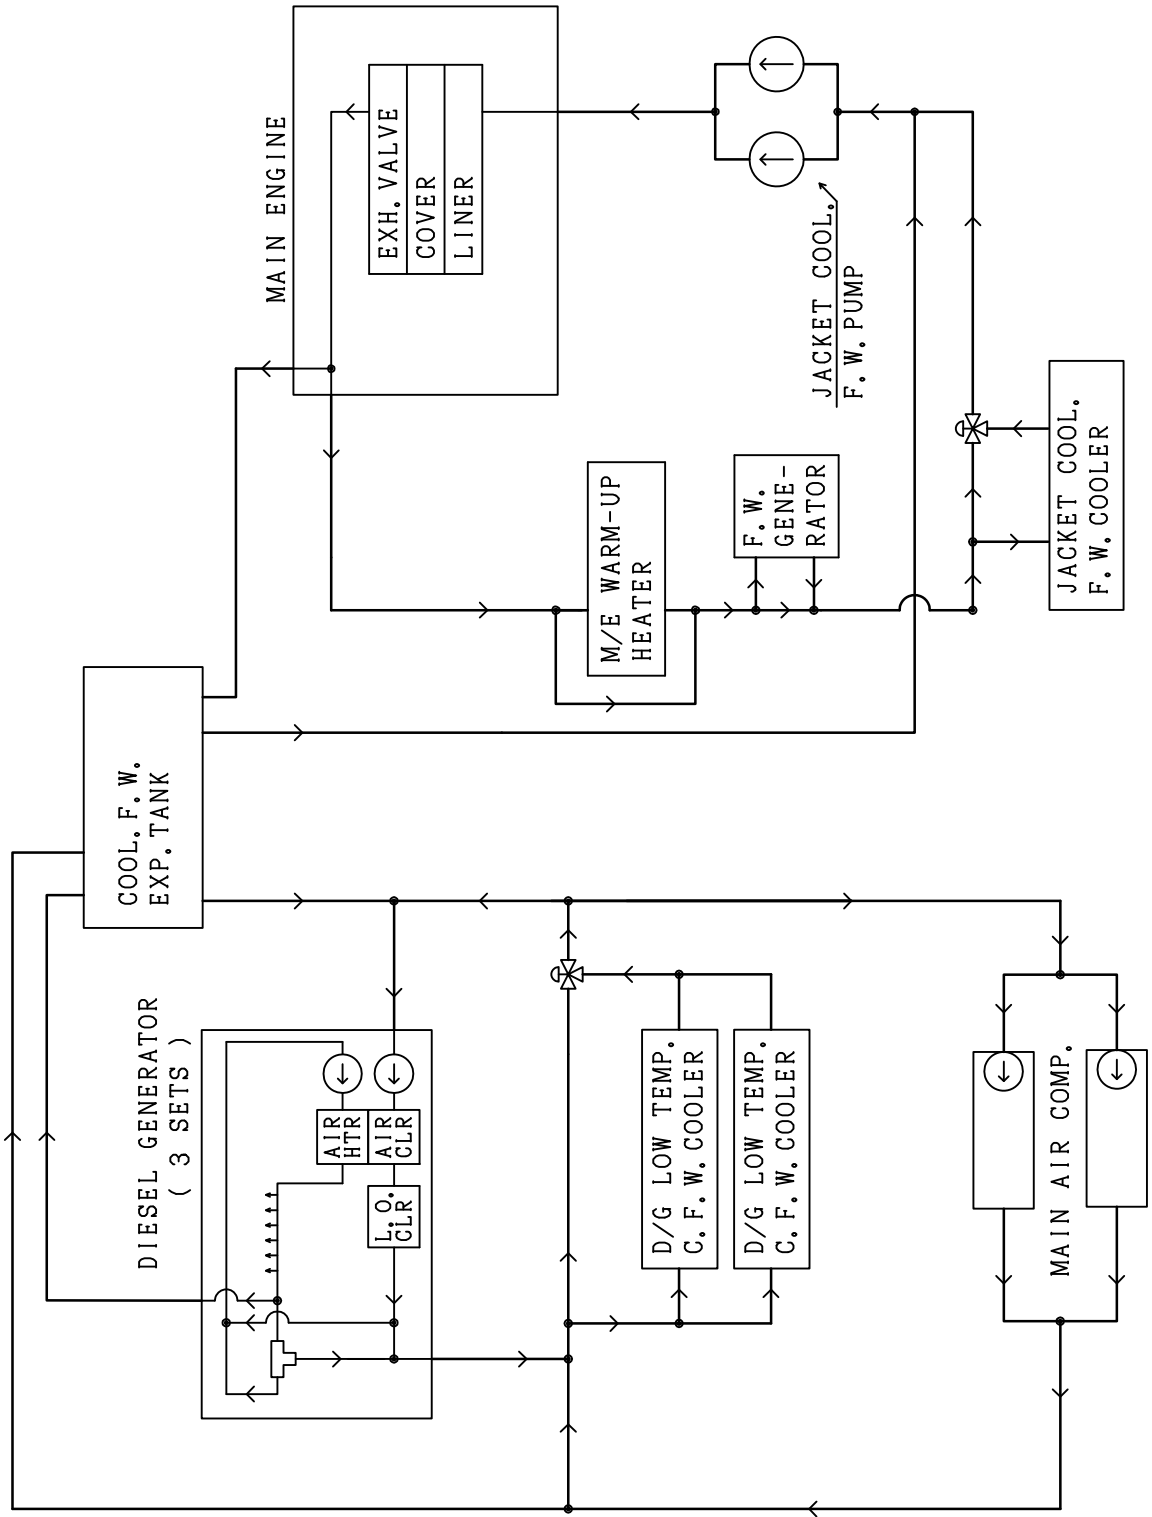 MAIN ENGINE
EXH. VALVE
COVER
LINER
JACKET COOL.
F. W. PUMP
M/E WARM-UP
HEATER
F. W.
GENE-
RATOR
JACKET COOL.
F. W. COOLER
COOL. F. W.
EXP. TANK
DIESEL GENERATOR
( 3 SETS )
AIR
HTR
AIR
CLR
L. O.
CLR
D/G LOW TEMP.
C. F. W. COOLER
D/G LOW TEMP.
C. F. W. COOLER
MAIN AIR COMP.